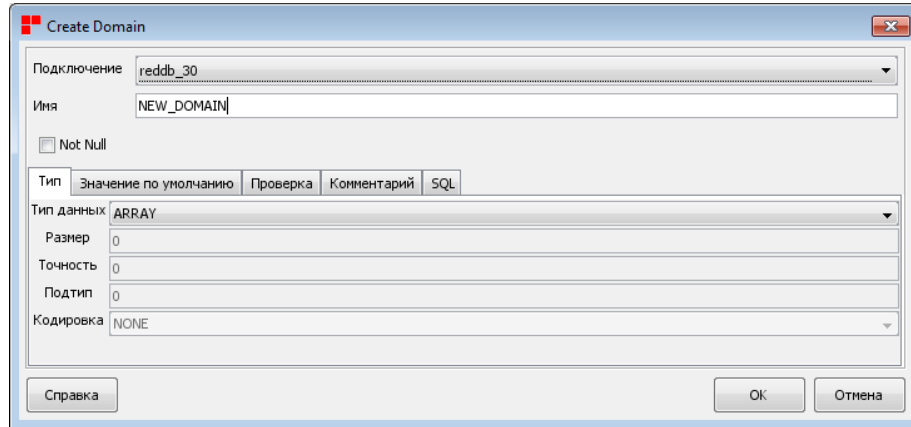 Create Domain
Подключение reddb_30
Имя NEW_DOMAIN
Not Null
Тип Значение по умолчанию Проверка Комментарий SQL
Тип данных ARRAY
Размер 0
Точность 0
Подтип 0
Кодировка NONE
Справка OK Отмена